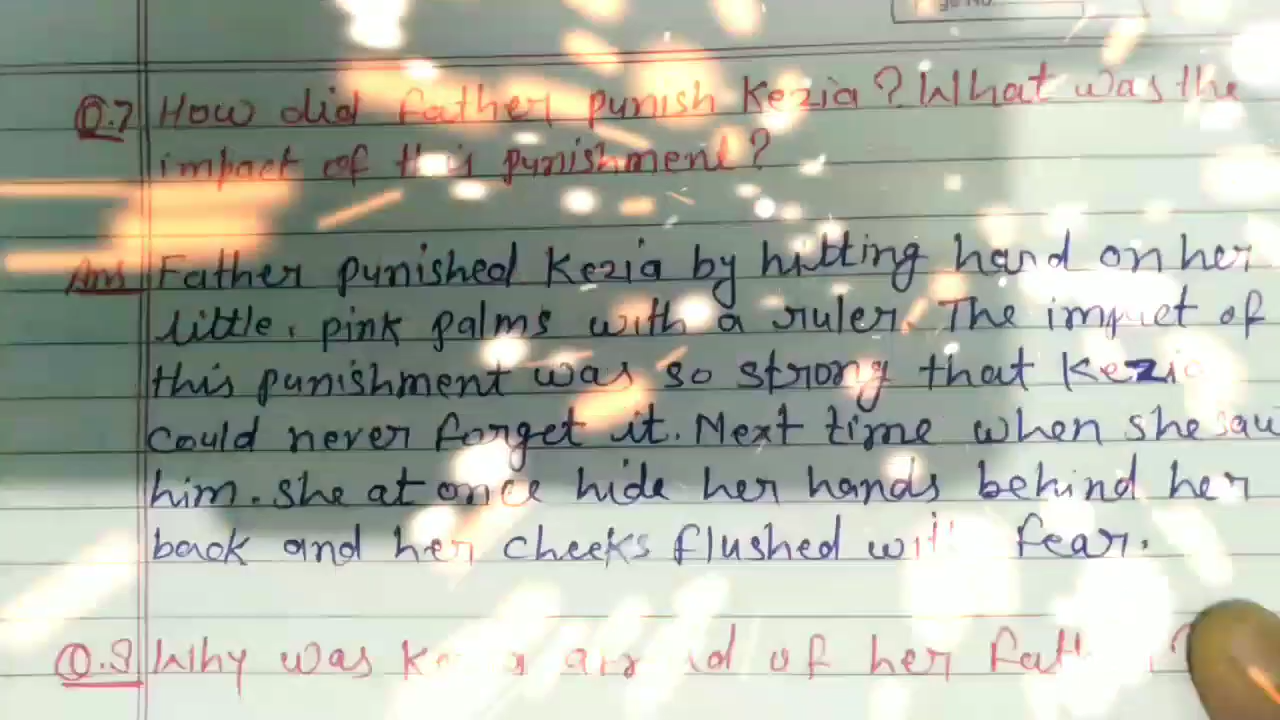 Q.7 How did Father punish Kezia? What was the
impact of this punishment?
Ans Father punished Kezia by hitting hard on her
little, pink palms with a ruler. The impact of
this punishment was so strong that Kezia
could never forget it. Next time when she saw
him. she at once hide her hands behind her
back and her cheeks flushed with fear.
Why was of her